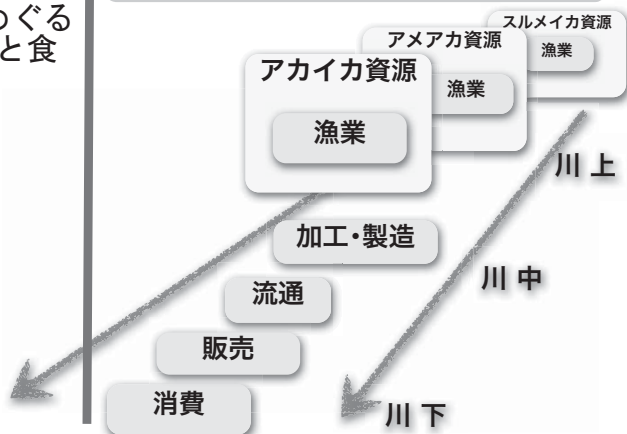 めぐる
と食
スルメイカ資源
漁業
アメアカ資源
漁業
アカイカ資源
漁業
川上
加工・製造
川中
流通
販売
消費
川下